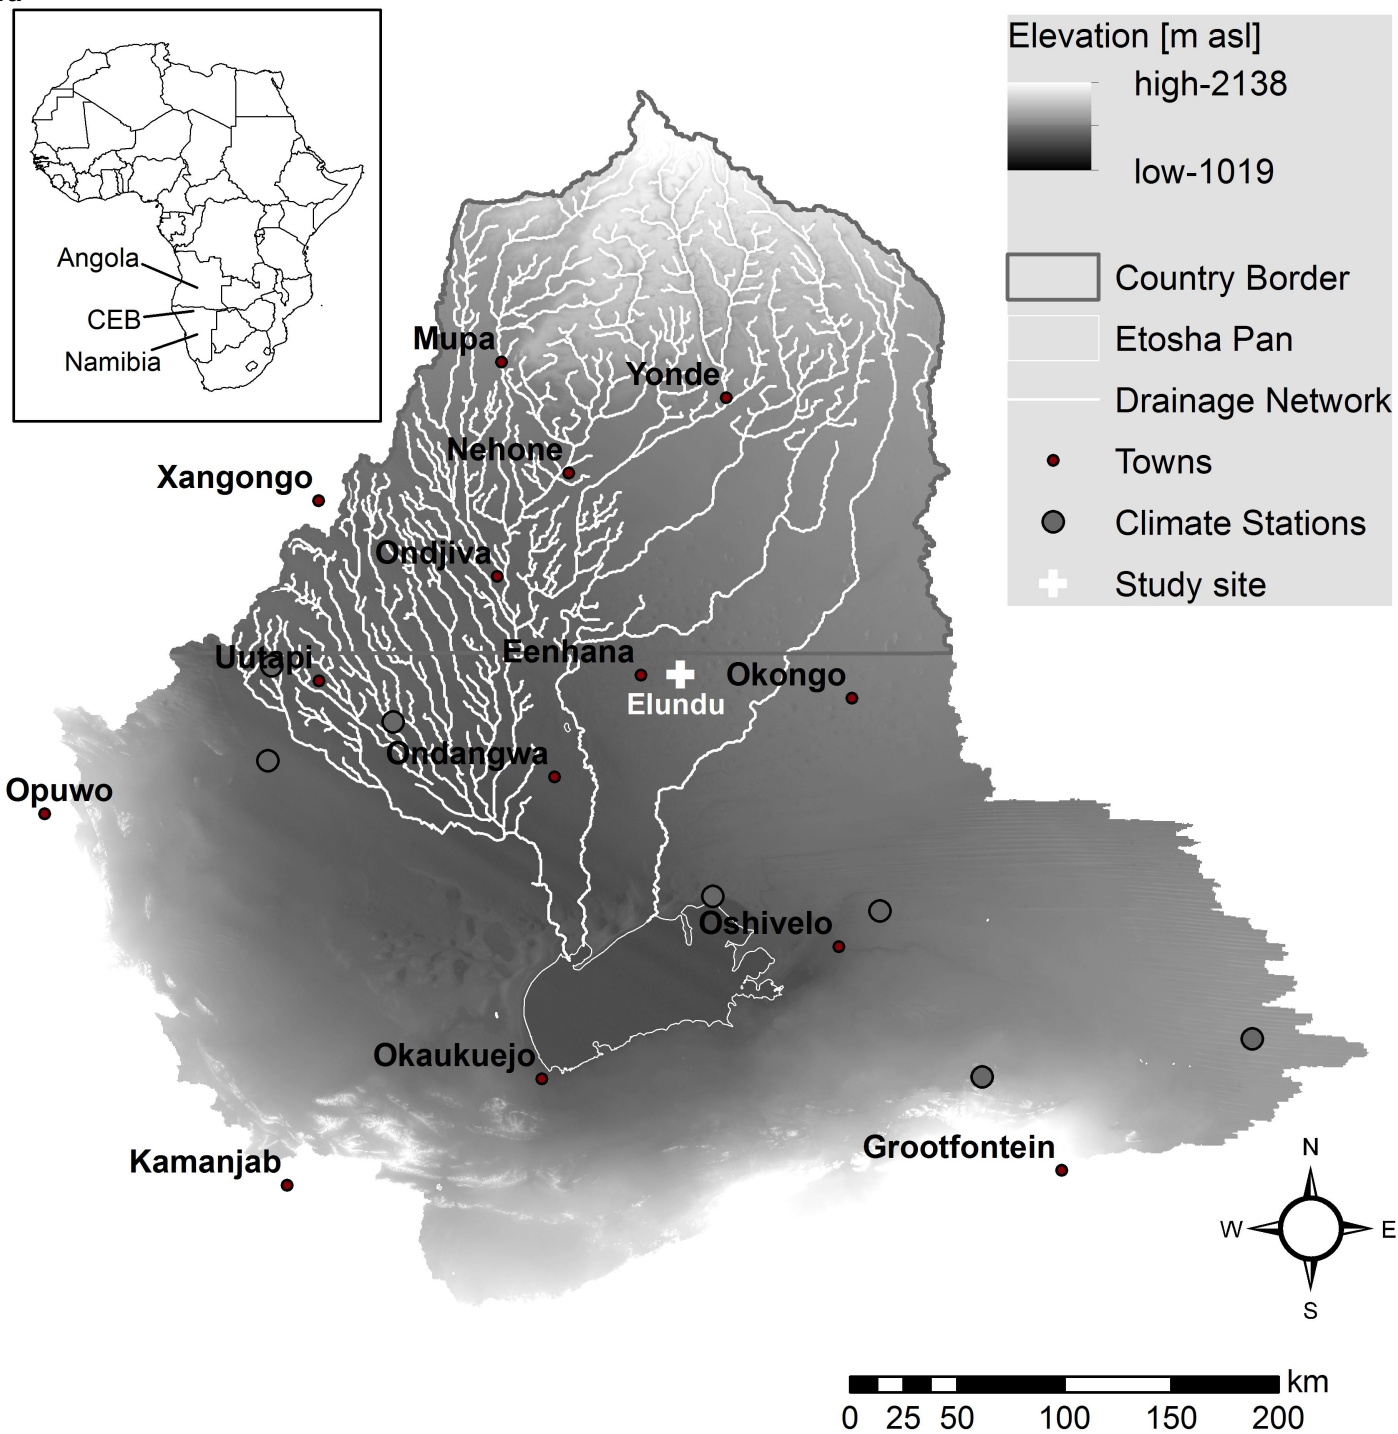 Elevation [m asl]
high-2138
low-1019
Country Border
Etosha Pan
Drainage Network
Towns
Climate Stations
Study site
Angola
CEB
Namibia
Mupa
Yonde
Nehone
Xangongo
Ondjiva
Eenhana
Uutapi
Okongo
Elundu
Ondangwa
Opuwo
Oshivelo
Okaukuejo
Grootfontein
Kamanjab
N
W E
S
km
0 25 50 100 150 200